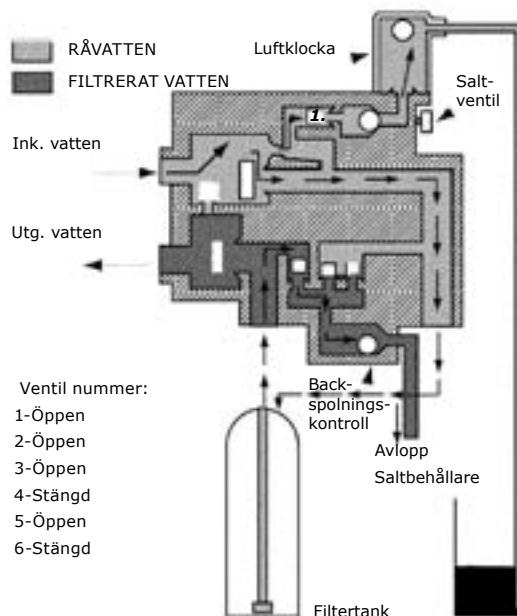 RÅVATTEN
FILTRERAT VATTEN
Luftklocka
Salt-
ventil
1.
Ink. vatten
Utg. vatten
Ventil nummer:
1-Öppen
2-Öppen
3-Öppen
4-Stängd
5-Öppen
6-Stängd
Back-
spolnings-
kontroll
Avlopp
Saltbehållare
Filtertank